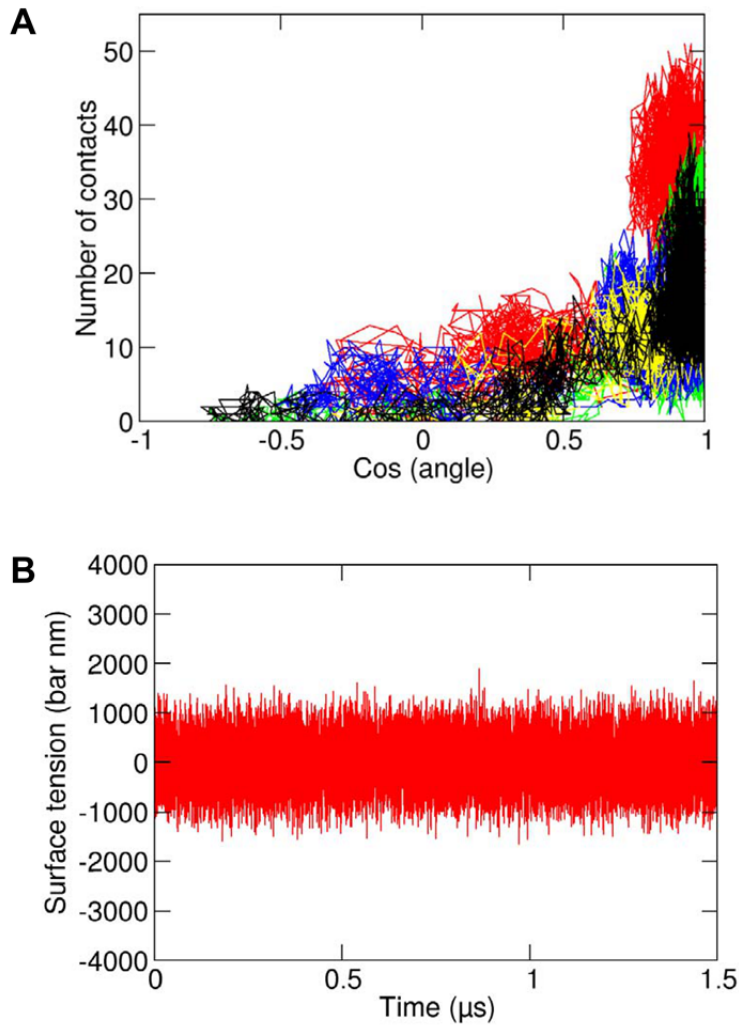 A
50
40
30
20
10
0
Number of contacts
-1 -0.5 0 0.5 1
Cos (angle)
B
4000
3000
2000
1000
0
-1000
-2000
-3000
-4000
Surface tension (bar nm)
0 0.5 1 1.5
Time (μs)